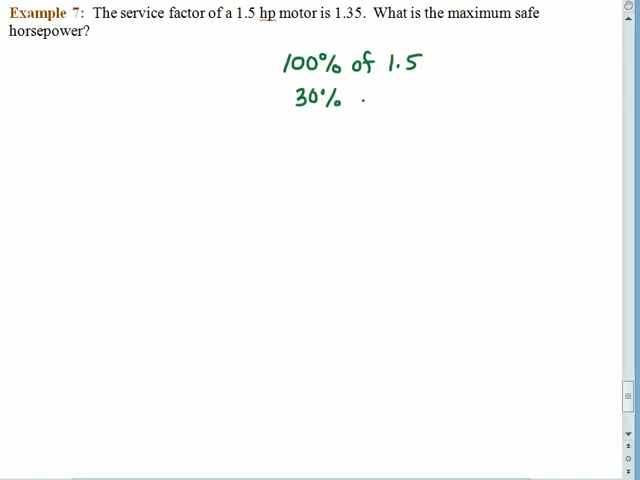 Example 7: The service factor of a 1.5 hp motor is 1.35. What is the maximum safe
horsepower?
100% of 1.5
30%